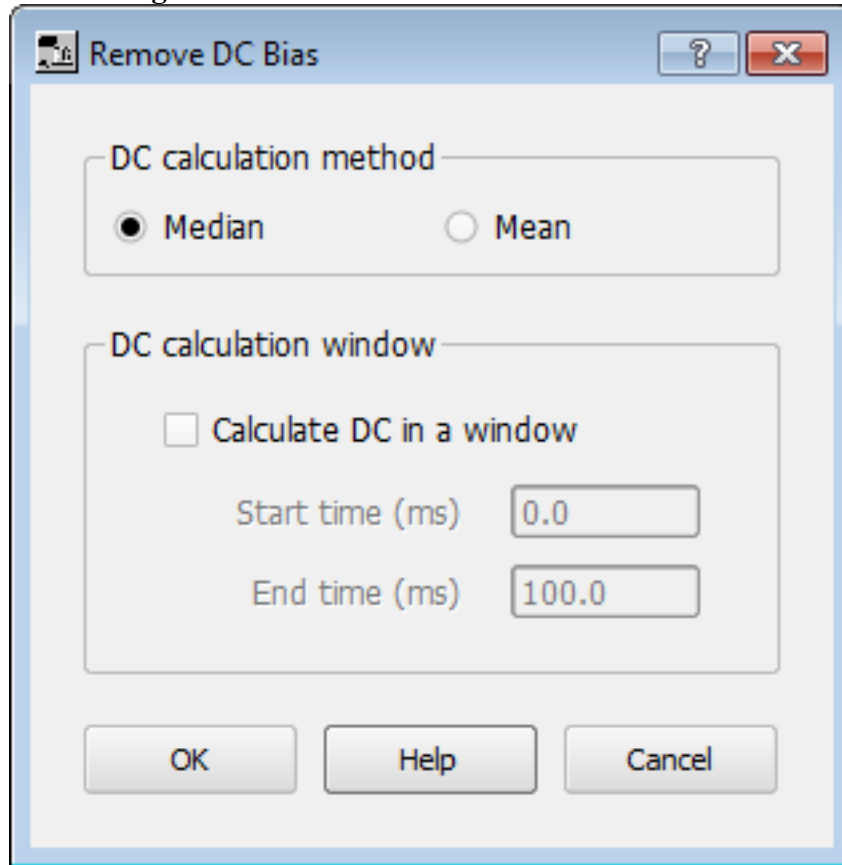 Remove DC Bias
DC calculation method
Median Mean
DC calculation window
Calculate DC in a window
Start time (ms) 0.0
End time (ms) 100.0
OK Help Cancel